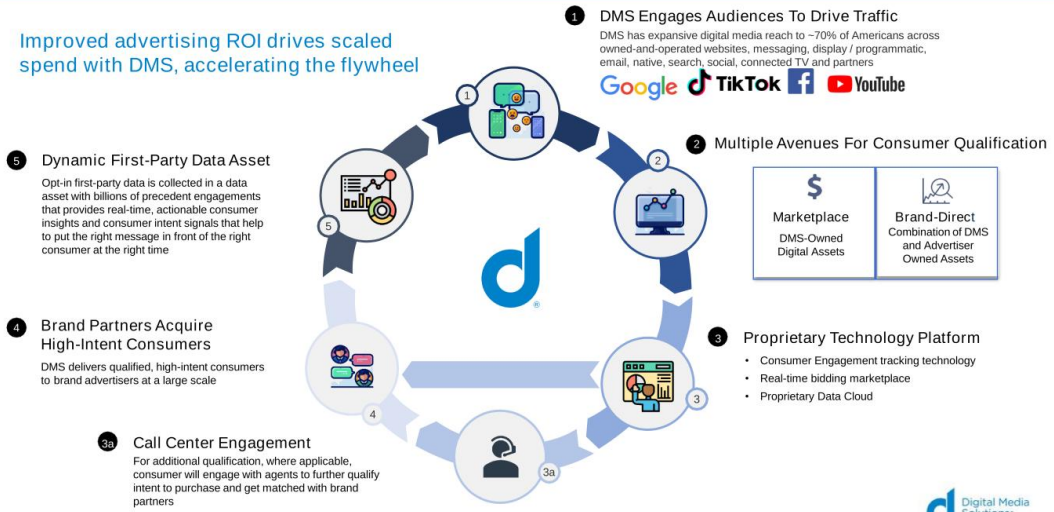 Improved advertising ROI drives scaled
spend with DMS, accelerating the flywheel
1 DMS Engages Audiences To Drive Traffic
DMS has expansive digital media reach to ~70% of Americans across
owned-and-operated websites, messaging, display / programmatic,
email, native, search, social, connected TV and partners
Google TikTok f YouTube
2 Multiple Avenues For Consumer Qualification
$
Marketplace
DMS-Owned
Digital Assets
Brand-Direct
Combination of DMS
and Advertiser
Owned Assets
3 Proprietary Technology Platform
• Consumer Engagement tracking technology
• Real-time bidding marketplace
• Proprietary Data Cloud
3a Call Center Engagement
For additional qualification, where applicable,
consumer will engage with agents to further qualify
intent to purchase and get matched with brand
partners
4 Brand Partners Acquire
High-Intent Consumers
DMS delivers qualified, high-intent consumers
to brand advertisers at a large scale
5 Dynamic First-Party Data Asset
Opt-in first-party data is collected in a data
asset with billions of precedent engagements
that provides real-time, actionable consumer
insights and consumer intent signals that help
to put the right message in front of the right
consumer at the right time
1
2
3
3a
4
5
d®
d Digital Media
Solutions